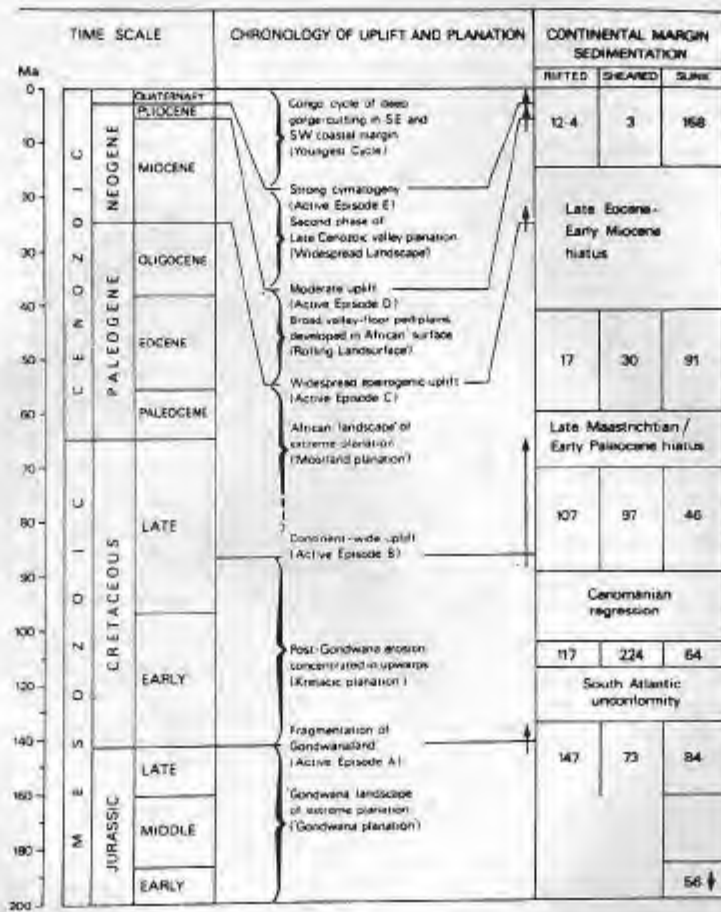 TIME SCALE
CHRONOLOGY OF UPLIFT AND PLANATION
CONTINENTAL MARGIN
SEDIMENTATION
Ma
RIFTED SHEARED SUNK
0
10
20
30
40
50
60
70
80
90
100
120
140
160
180
200
CENOZOIC
MESOZOIC
NEOGENE
PALEOGENE
CRETACEOUS
JURASSIC
QUATERNARY
PLIOCENE
MIOCENE
OLIGOCENE
EOCENE
PALEOCENE
LATE
EARLY
LATE
MIDDLE
EARLY
Congo cycle of deep
gorge-cutting in SE and
SW coastal margin
(Youngest Cycle)
Strong cymatogeny
(Active Episode E)
Second phase of
Late Cenozoic valley planation
(Widespread Landscape)
Moderate uplift
(Active Episode D)
Broad valley-floor pediplains
developed in 'African' surface
(Rolling Landsurface)
Widespread epeirogenic uplift
(Active Episode C)
'African landscape' of
extreme planation
('Moorland planation')
Continent-wide uplift
(Active Episode B)
Post-Gondwana erosion
concentrated in upwarps
(Kretacic planation)
Fragmentation of
Gondwanaland
(Active Episode A)
'Gondwana landscape
of extreme planation
('Gondwana planation')
12·4 3 168
Late Eocene-
Early Miocene
hiatus
17 30 91
Late Maastrichtian /
Early Paleocene hiatus
107 97 46
Cenomanian
regression
117 224 64
South Atlantic
unconformity
147 73 84
56